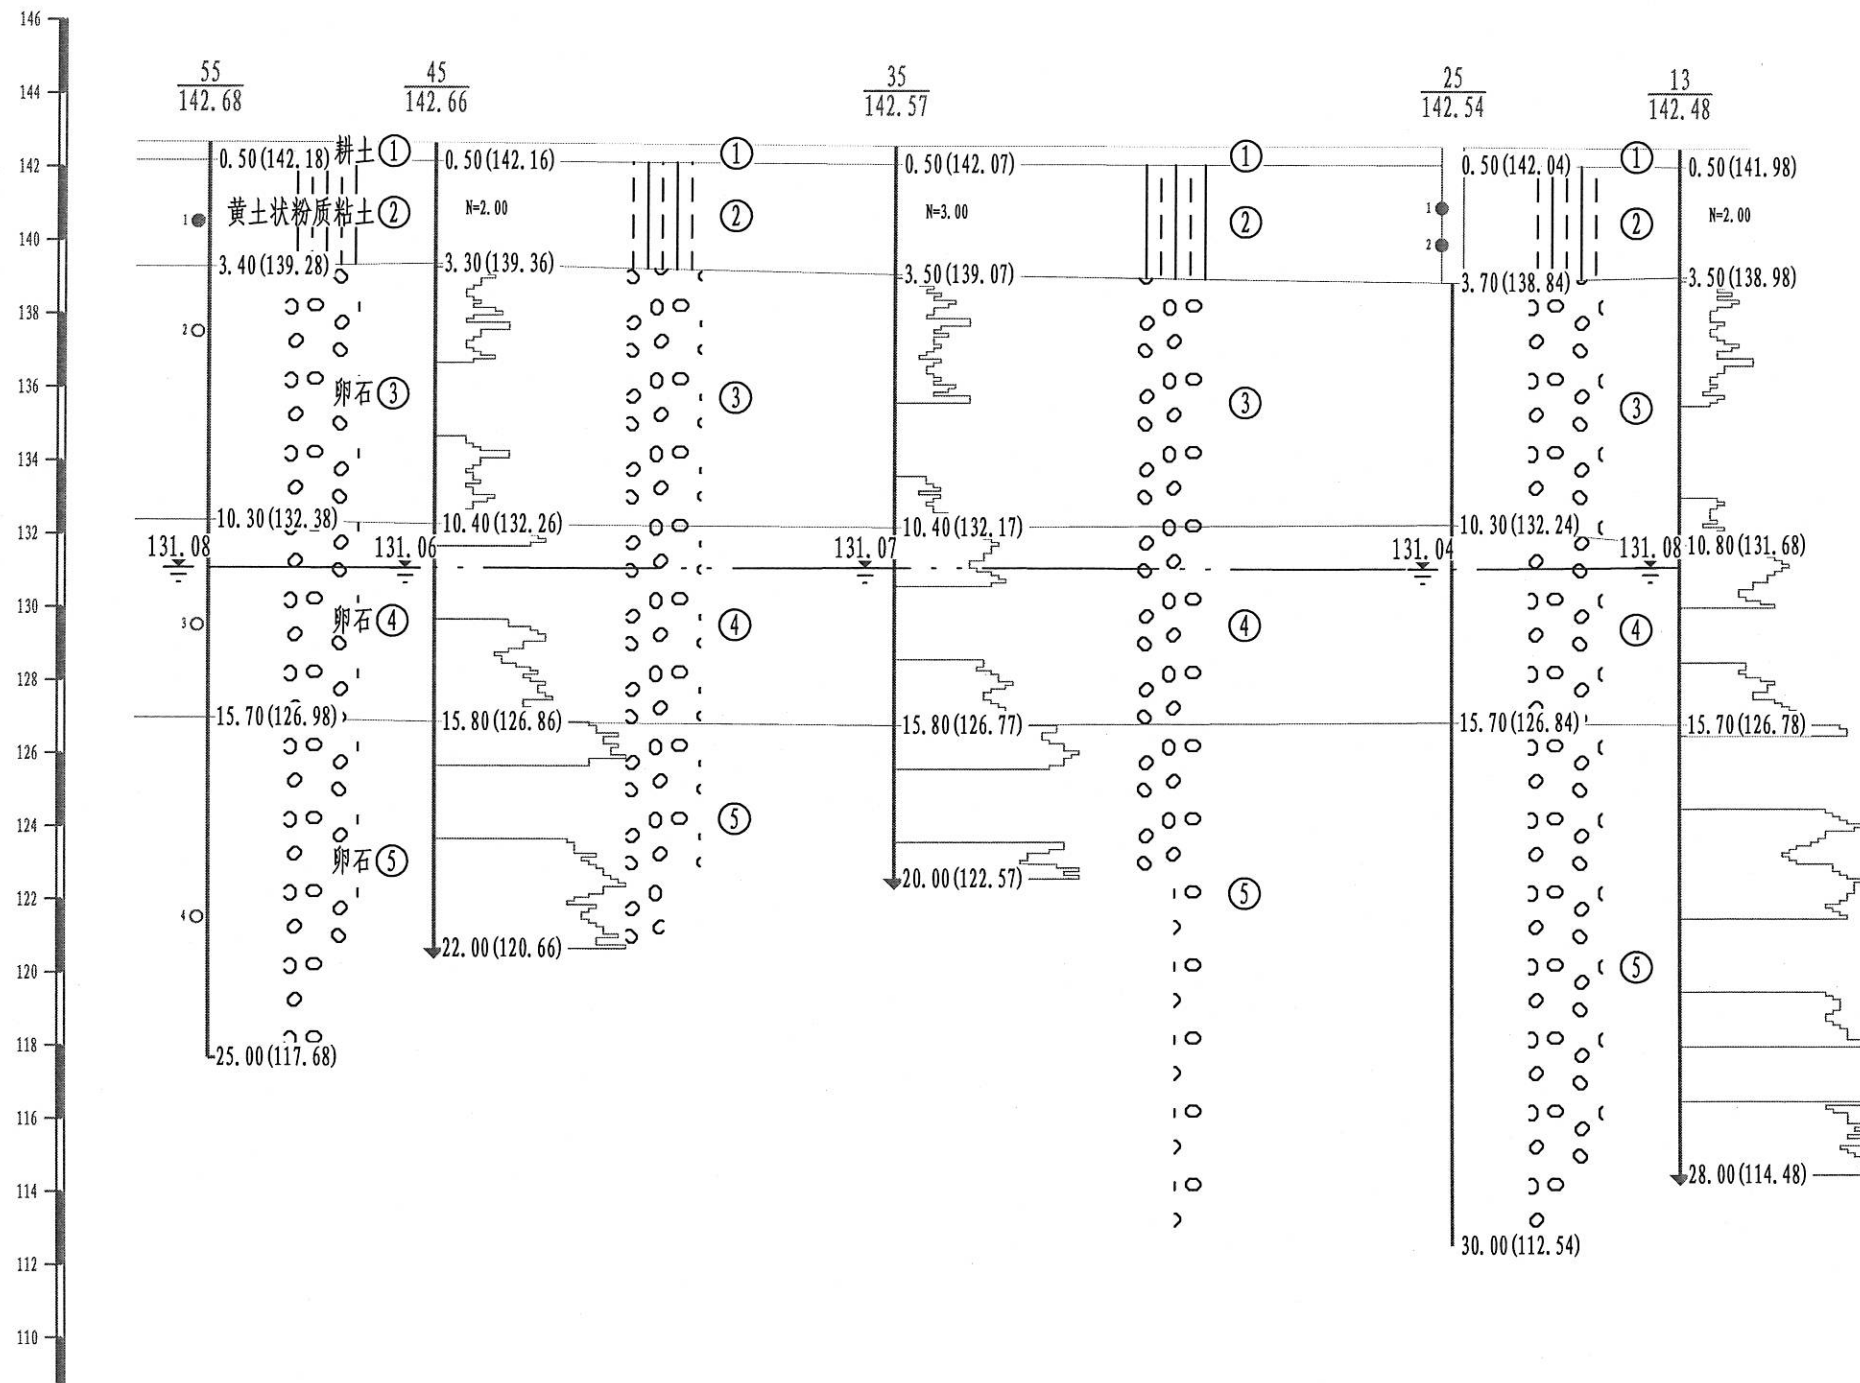 146
55 45 35 25 13
144
142.68 142.66 142.57 142.54 142.48
耕土① ① ① ①
142
0.50(142.18) 0.50(142.16) 0.50(142.07) 0.50(142.04) 0.50(141.98)
1 黄土状粉质粘土② N=2.00 ② N=3.00 ② 1 ② N=2.00
140
2
3.40(139.28) 3.30(139.36) 3.50(139.07) 3.70(138.84) 3.50(138.98)
138
2
136
卵石③ ③ ③ ③
134
10.30(132.38) 10.40(132.26) 10.40(132.17) 10.30(132.24) 10.80(131.68)
132
131.08 131.06 131.07 131.04 131.08
130
3 卵石④ ④ ④ ④
128
15.70(126.98) 15.80(126.86) 15.80(126.77) 15.70(126.84) 15.70(126.78)
126
124
⑤
卵石⑤
20.00(122.57)
122
⑤
4
22.00(120.66)
120
⑤
118
25.00(117.68)
116
28.00(114.48)
114
30.00(112.54)
112
110